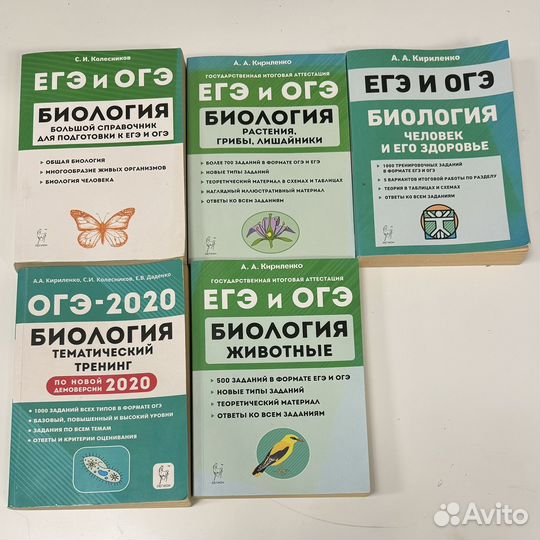 С. И. Колесников
ЕГЭ и ОГЭ
БИОЛОГИЯ
БОЛЬШОЙ СПРАВОЧНИК
ДЛЯ ПОДГОТОВКИ К ЕГЭ И ОГЭ
ОБЩАЯ БИОЛОГИЯ
МНОГООБРАЗИЕ ЖИВЫХ ОРГАНИЗМОВ
БИОЛОГИЯ ЧЕЛОВЕКА
ЛЕГИОН
А. А. Кириленко
ГОСУДАРСТВЕННАЯ ИТОГОВАЯ АТТЕСТАЦИЯ
ЕГЭ и ОГЭ
БИОЛОГИЯ
РАСТЕНИЯ,
ГРИБЫ, ЛИШАЙНИКИ
БОЛЕЕ 700 ЗАДАНИЙ В ФОРМАТЕ ОГЭ И ЕГЭ
НОВЫЕ ТИПЫ ЗАДАНИЙ
ТЕОРЕТИЧЕСКИЙ МАТЕРИАЛ В СХЕМАХ И ТАБЛИЦАХ
НАГЛЯДНЫЙ ИЛЛЮСТРАТИВНЫЙ МАТЕРИАЛ
ОТВЕТЫ КО ВСЕМ ЗАДАНИЯМ
ЛЕГИОН
А. А. Кириленко
ЕГЭ И ОГЭ
БИОЛОГИЯ
ЧЕЛОВЕК
И ЕГО ЗДОРОВЬЕ
1000 ТРЕНИРОВОЧНЫХ ЗАДАНИЙ
В ФОРМАТЕ ЕГЭ И ОГЭ
5 ВАРИАНТОВ ИТОГОВОЙ РАБОТЫ ПО РАЗДЕЛУ
ТЕОРИЯ В ТАБЛИЦАХ И СХЕМАХ
ОТВЕТЫ КО ВСЕМ ЗАДАНИЯМ
ЛЕГИОН
А.А. Кириленко, С.И. Колесников, Е.В. Даденко
ОГЭ-2020
БИОЛОГИЯ
ТЕМАТИЧЕСКИЙ
ТРЕНИНГ
ПО НОВОЙ
ДЕМОВЕРСИИ 2020
1000 ЗАДАНИЙ ВСЕХ ТИПОВ В ФОРМАТЕ ОГЭ
БАЗОВЫЙ, ПОВЫШЕННЫЙ И ВЫСОКИЙ УРОВНИ
ЗАДАНИЯ ПО ВСЕМ ТЕМАМ
ОТВЕТЫ И КРИТЕРИИ ОЦЕНИВАНИЯ
ЛЕГИОН
А. А. Кириленко
ГОСУДАРСТВЕННАЯ ИТОГОВАЯ АТТЕСТАЦИЯ
ЕГЭ и ОГЭ
БИОЛОГИЯ
ЖИВОТНЫЕ
500 ЗАДАНИЙ В ФОРМАТЕ ЕГЭ И ОГЭ
НОВЫЕ ТИПЫ ЗАДАНИЙ
ТЕОРЕТИЧЕСКИЙ МАТЕРИАЛ
ОТВЕТЫ КО ВСЕМ ЗАДАНИЯМ
ЛЕГИОН
Avito